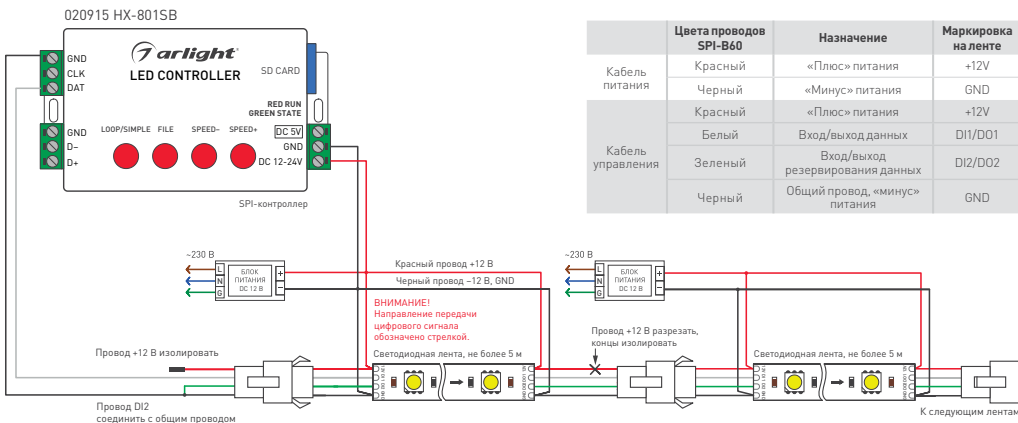 020915 HX-801SB
GND
CLK
DAT
arlight
LED CONTROLLER
SD CARD
RED RUN
GREEN STATE
GND
D–
D+
LOOP/SIMPLE FILE SPEED– SPEED+
DC 5V
GND
DC 12-24V
SPI-контроллер
Цвета проводов SPI-B60 Назначение Маркировка на ленте
Кабель питания Красный «Плюс» питания +12V
Черный «Минус» питания GND
Кабель управления Красный «Плюс» питания +12V
Белый Вход/выход данных DI1/DO1
Зеленый Вход/выход резервирования данных DI2/DO2
Черный Общий провод, «минус» питания GND
~230 В
L
N
G
БЛОК
ПИТАНИЯ
DC 12 В
+
–
Красный провод +12 В
Черный провод –12 В, GND
ВНИМАНИЕ!
Направление передачи
цифрового сигнала
обозначено стрелкой.
~230 В
L
N
G
БЛОК
ПИТАНИЯ
DC 12 В
+
–
Провод +12 В изолировать
Светодиодная лента, не более 5 м
Провод +12 В разрезать,
концы изолировать
Светодиодная лента, не более 5 м
Провод DI2
соединить с общим проводом
К следующим лентам